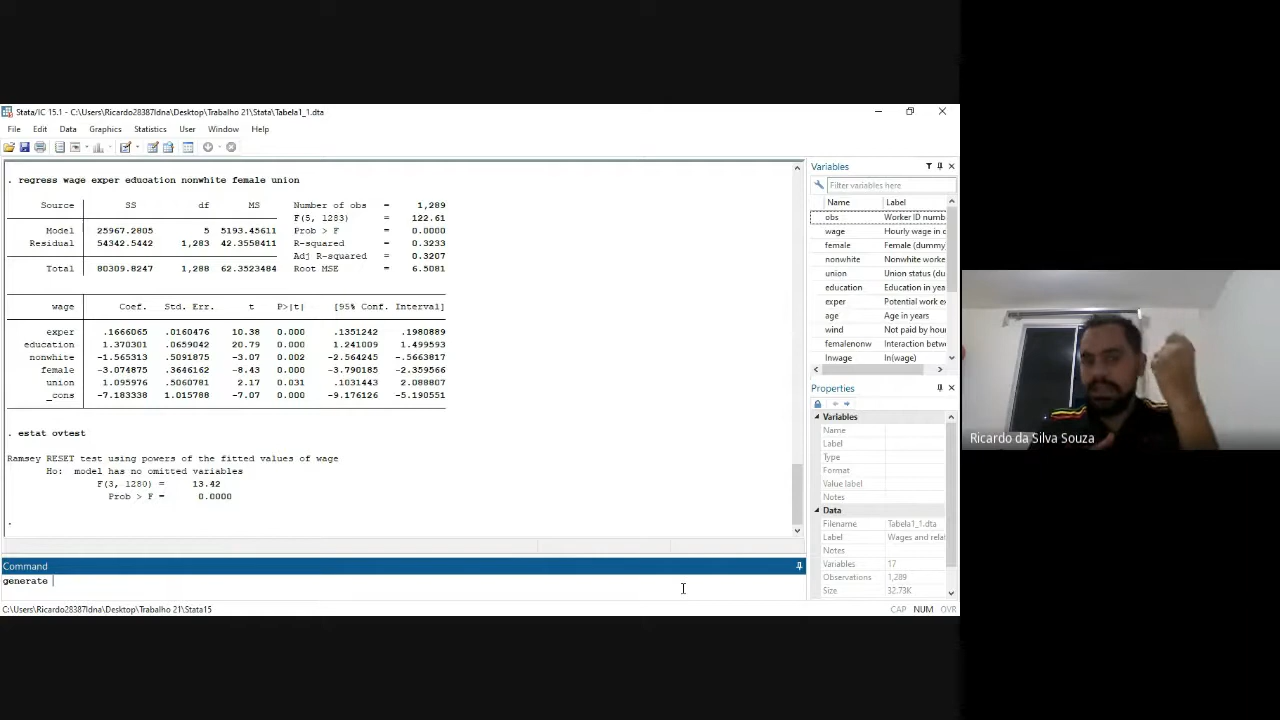 Stata/IC 15.1 - C:\Users\Ricardo28387ldna\Desktop\Trabalho 21\Stata\Tabela1_1.dta
File Edit Data Graphics Statistics User Window Help
. regress wage exper education nonwhite female union
Source SS df MS Number of obs = 1,289
F(5, 1283) = 122.61
Model 25967.2805 5 5193.45611 Prob > F = 0.0000
Residual 54342.5442 1,283 42.3558411 R-squared = 0.3233
Adj R-squared = 0.3207
Total 80309.8247 1,288 62.3523484 Root MSE = 6.5081
wage Coef. Std. Err. t P>|t| [95% Conf. Interval]
exper .1666065 .0160476 10.38 0.000 .1351242 .1980889
education 1.370301 .0659042 20.79 0.000 1.241009 1.499593
nonwhite -1.565313 .5091875 -3.07 0.002 -2.564245 -.5663817
female -3.074875 .3646162 -8.43 0.000 -3.790185 -2.359566
union 1.095976 .5060781 2.17 0.031 .1031443 2.088807
_cons -7.183338 1.015788 -7.07 0.000 -9.176126 -5.190551
. estat ovtest
Ramsey RESET test using powers of the fitted values of wage
Ho: model has no omitted variables
F(3, 1280) = 13.42
Prob > F = 0.0000
.
Command
generate
C:\Users\Ricardo28387ldna\Desktop\Trabalho 21\Stata15
Variables
Filter variables here
Name Label
obs Worker ID numb
wage Hourly wage in d
female Female (dummy
nonwhite Nonwhite worke
union Union status (du
education Education in yea
exper Potential work ex
age Age in years
wind Not paid by hou
femalenonw Interaction betw
lnwage ln(wage)
Properties
Variables
Name
Label
Type
Format
Value label
Notes
Data
Filename Tabela1_1.dta
Label Wages and relat
Notes
Variables 17
Observations 1,289
Size 32.73K
CAP NUM OVR
Ricardo da Silva Souza